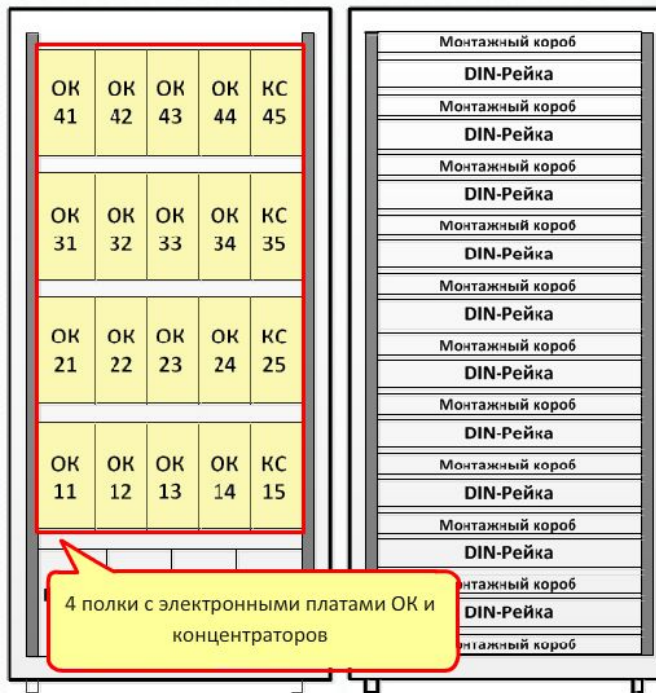 ОК ОК ОК ОК КС
41 42 43 44 45
ОК ОК ОК ОК КС
31 32 33 34 35
ОК ОК ОК ОК КС
21 22 23 24 25
ОК ОК ОК ОК КС
11 12 13 14 15
4 полки с электронными платами ОК и
концентраторов
Монтажный короб
DIN-Рейка
Монтажный короб
DIN-Рейка
Монтажный короб
DIN-Рейка
Монтажный короб
DIN-Рейка
Монтажный короб
DIN-Рейка
Монтажный короб
DIN-Рейка
Монтажный короб
DIN-Рейка
Монтажный короб
DIN-Рейка
Монтажный короб
DIN-Рейка
нтажный короб
DIN-Рейка
нтажный короб